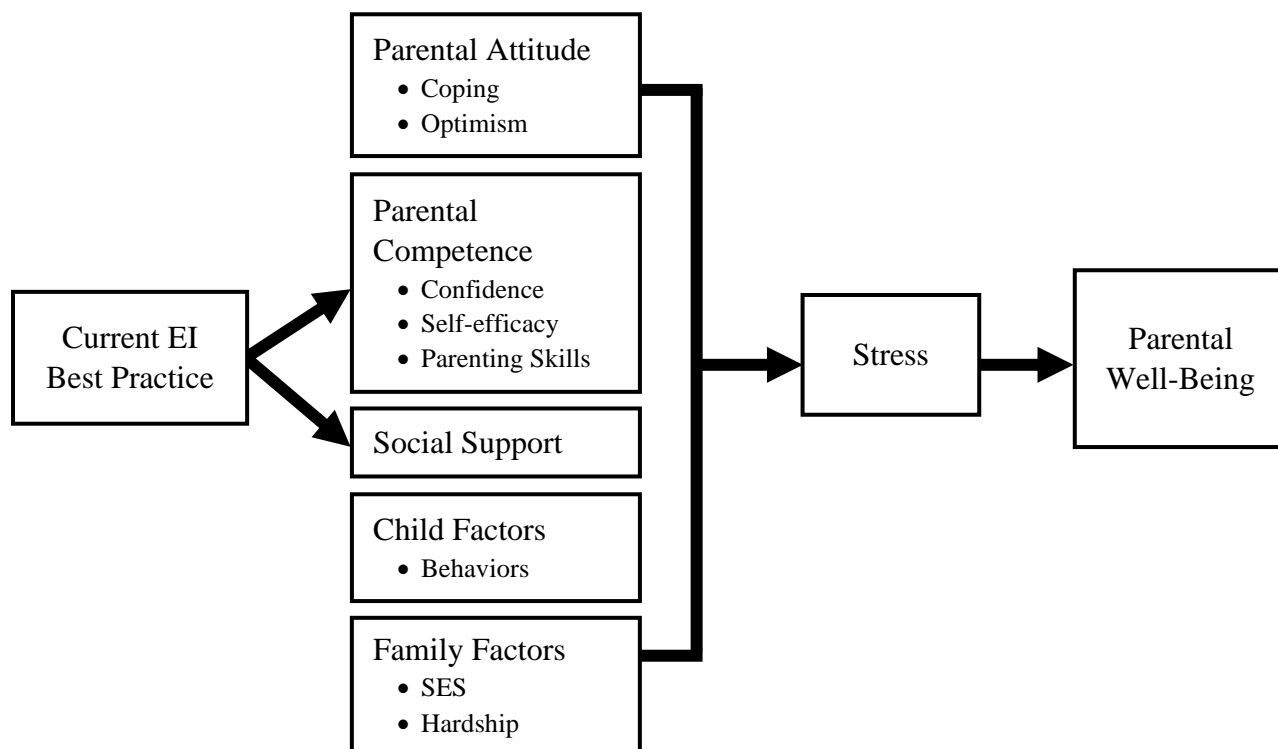 Parental Attitude
• Coping
• Optimism
Parental
Competence
• Confidence
• Self-efficacy
• Parenting Skills
Current EI
Best Practice
Social Support
Child Factors
• Behaviors
Family Factors
• SES
• Hardship
Stress
Parental
Well-Being